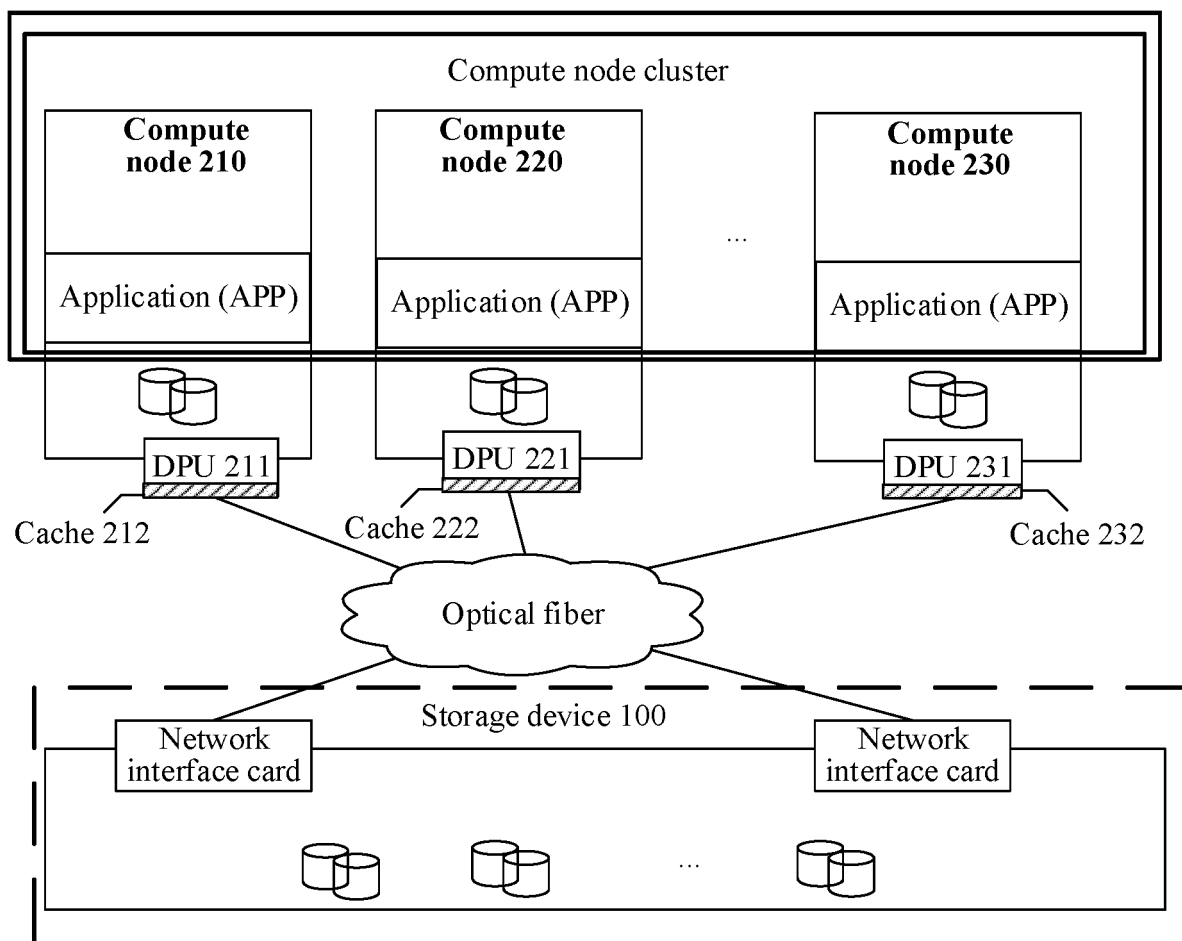 Compute node cluster
Compute
node 210
Compute
node 220
Compute
node 230
...
Application (APP)
Application (APP)
Application (APP)
DPU 211
DPU 221
DPU 231
Cache 212
Cache 222
Cache 232
Optical fiber
Storage device 100
Network
interface card
Network
interface card
...